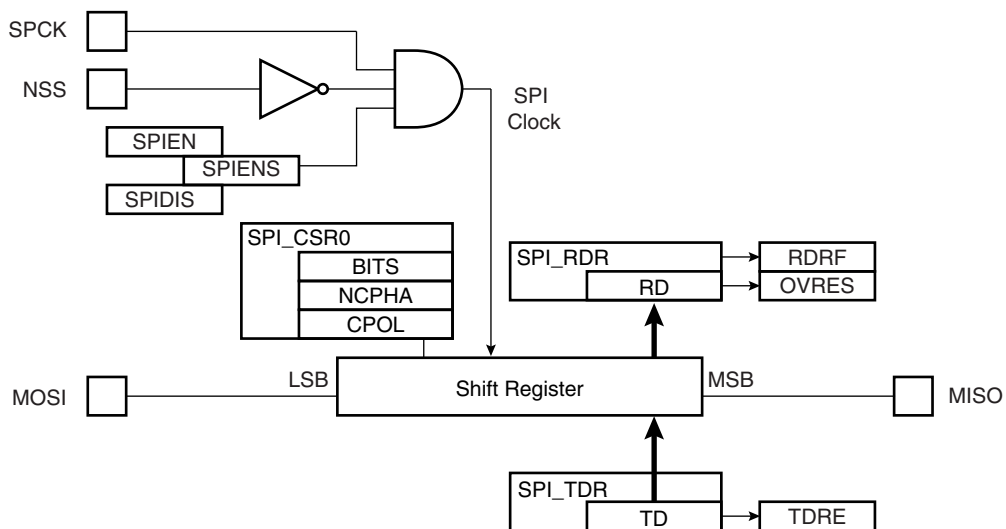 SPCK
NSS
SPI
Clock
SPIEN
SPIENS
SPIDIS
SPI_CSR0
BITS
NCPHA
CPOL
SPI_RDR
RD
RDRF
OVRES
MOSI
LSB
Shift Register
MSB
MISO
SPI_TDR
TD
TDRE